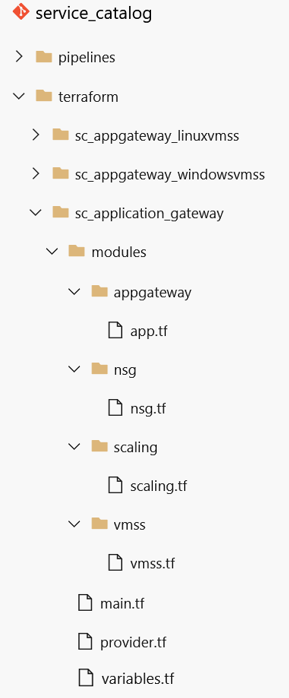 service_catalog
pipelines
terraform
sc_appgateway_linuxvmss
sc_appgateway_windowsvmss
sc_application_gateway
modules
appgateway
app.tf
nsg
nsg.tf
scaling
scaling.tf
vmss
vmss.tf
main.tf
provider.tf
variables.tf